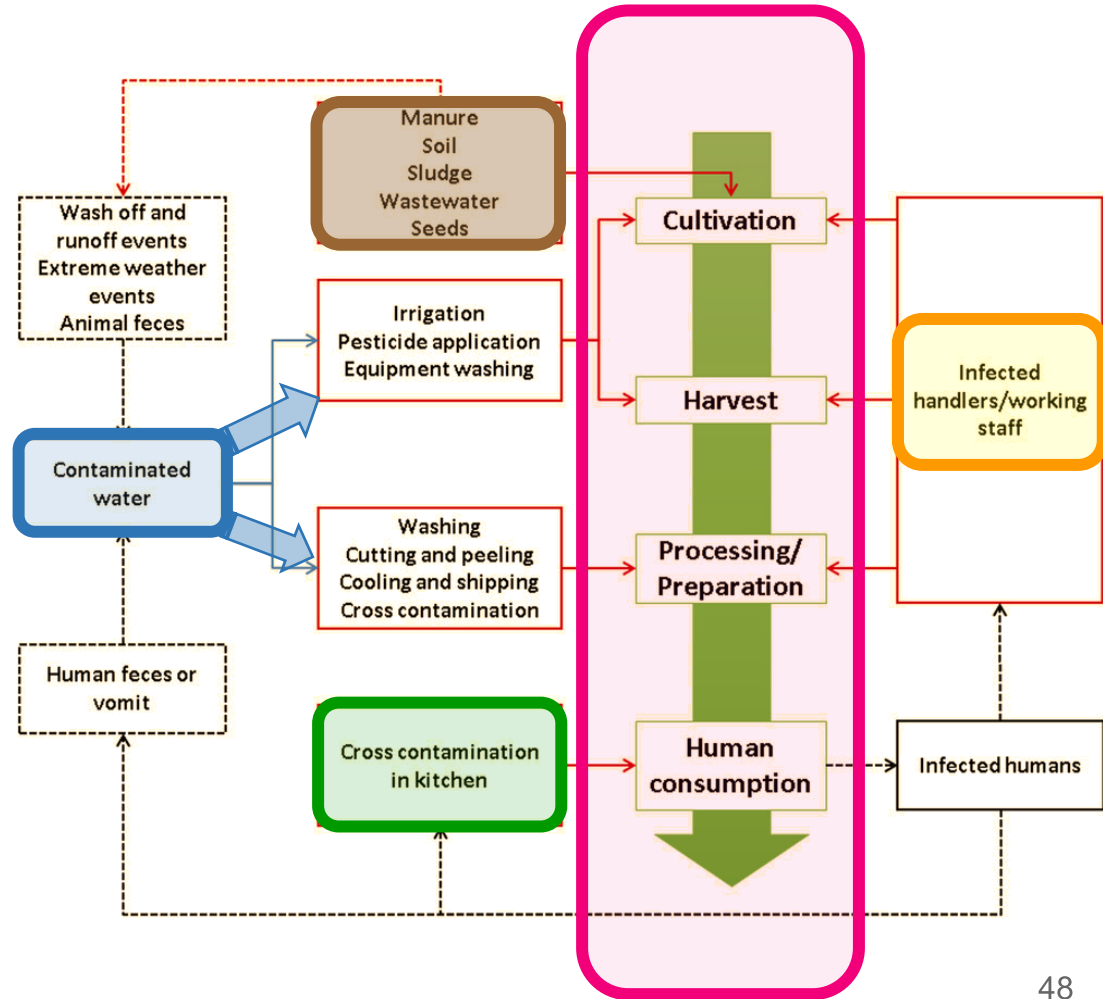 Manure
Soil
Sludge
Wastewater
Seeds
Wash off and
runoff events
Extreme weather
events
Animal feces
Cultivation
Irrigation
Pesticide application
Equipment washing
Harvest
Infected
handlers/working
staff
Contaminated
water
Washing
Cutting and peeling
Cooling and shipping
Cross contamination
Processing/
Preparation
Human feces or
vomit
Cross contamination
in kitchen
Human
consumption
Infected humans
48